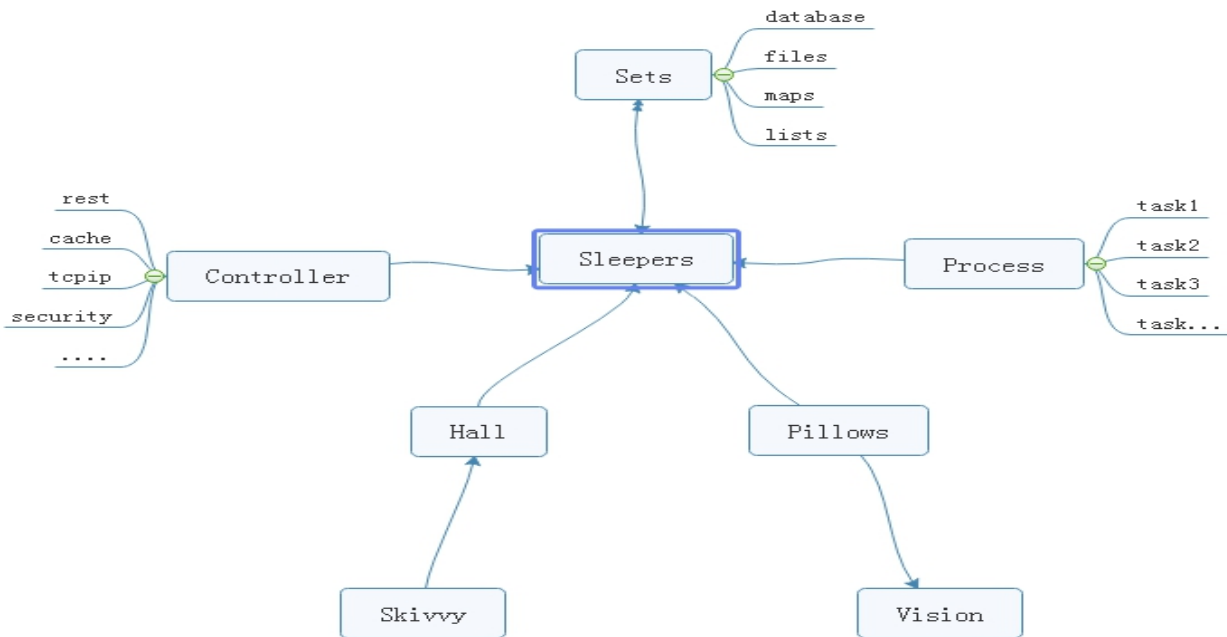 database
files
Sets
maps
lists
rest
cache
Controller
tcpip
security
....
Sleepers
Process
task1
task2
task3
task...
Hall
Pillows
Skivvy
Vision